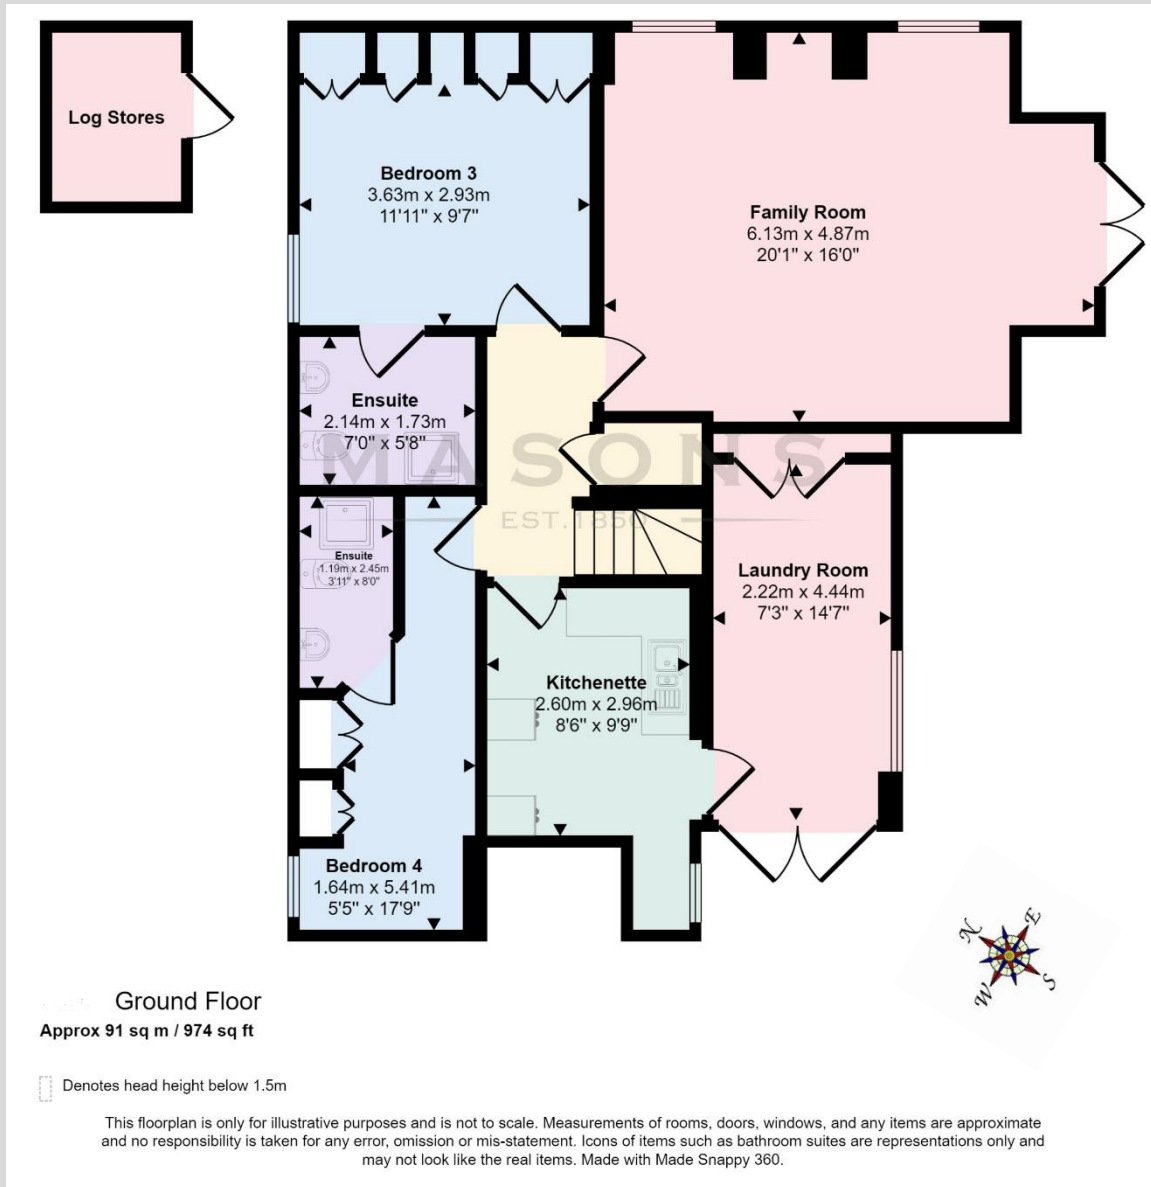 Log Stores
Bedroom 3
3.63m x 2.93m
11'11" x 9'7"
Family Room
6.13m x 4.87m
20'1" x 16'0"
Ensuite
2.14m x 1.73m
7'0" x 5'8"
MASONS
EST.1850
Ensuite
1.19m x 2.45m
3'11" x 8'0"
Laundry Room
2.22m x 4.44m
7'3" x 14'7"
Kitchenette
2.60m x 2.96m
8'6" x 9'9"
Bedroom 4
1.64m x 5.41m
5'5" x 17'9"
N
E
W
S
Ground Floor
Approx 91 sq m / 974 sq ft
Denotes head height below 1.5m
This floorplan is only for illustrative purposes and is not to scale. Measurements of rooms, doors, windows, and any items are approximate
and no responsibility is taken for any error, omission or mis-statement. Icons of items such as bathroom suites are representations only and
may not look like the real items. Made with Made Snappy 360.